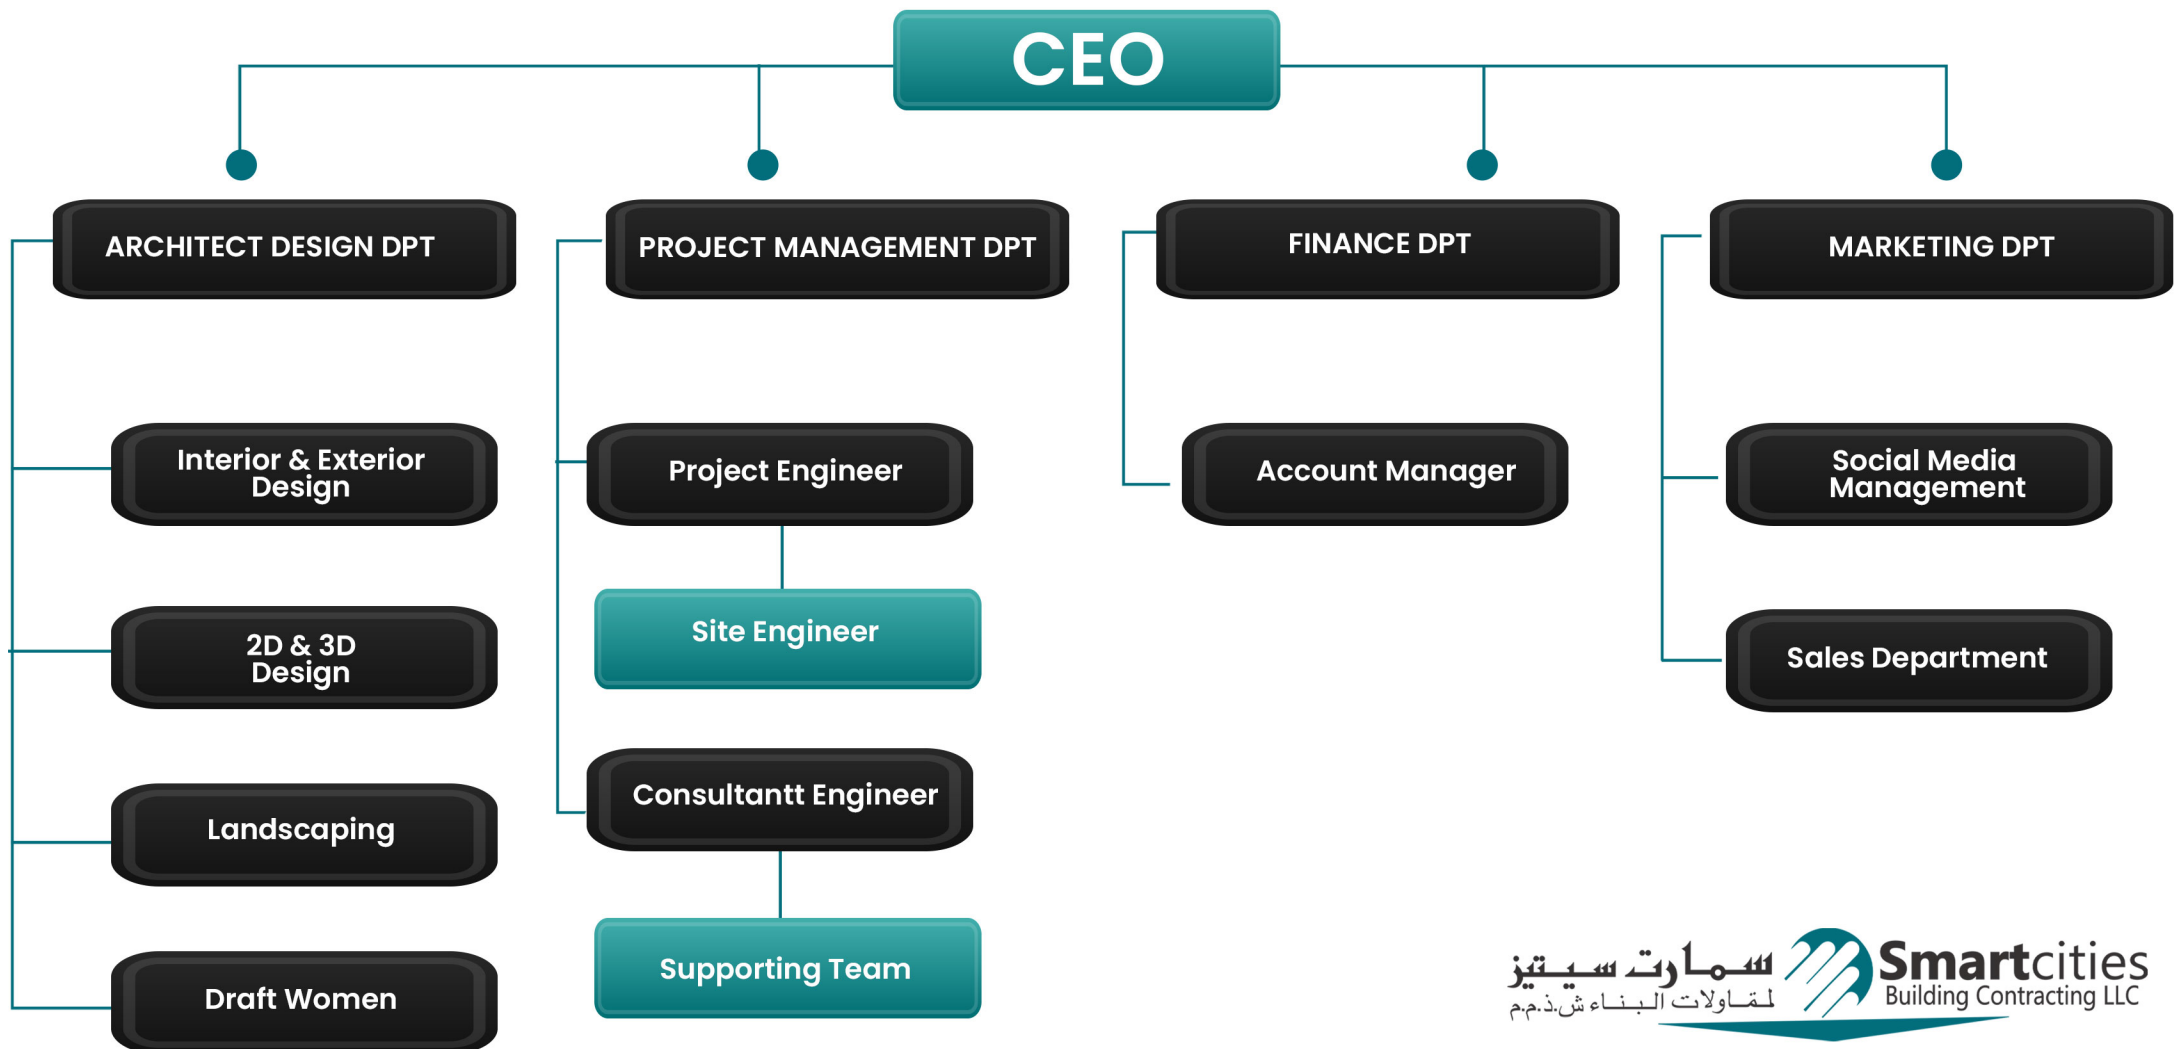 CEO
ARCHITECT DESIGN DPT
PROJECT MANAGEMENT DPT
FINANCE DPT
MARKETING DPT
Interior & Exterior
Design
Project Engineer
Account Manager
Social Media
Management
Site Engineer
2D & 3D
Design
Sales Department
Consultantt Engineer
Landscaping
Supporting Team
Draft Women
سمارت سيتيز
لمقاولات البناء ش.ذ.م.م
Smartcities
Building Contracting LLC